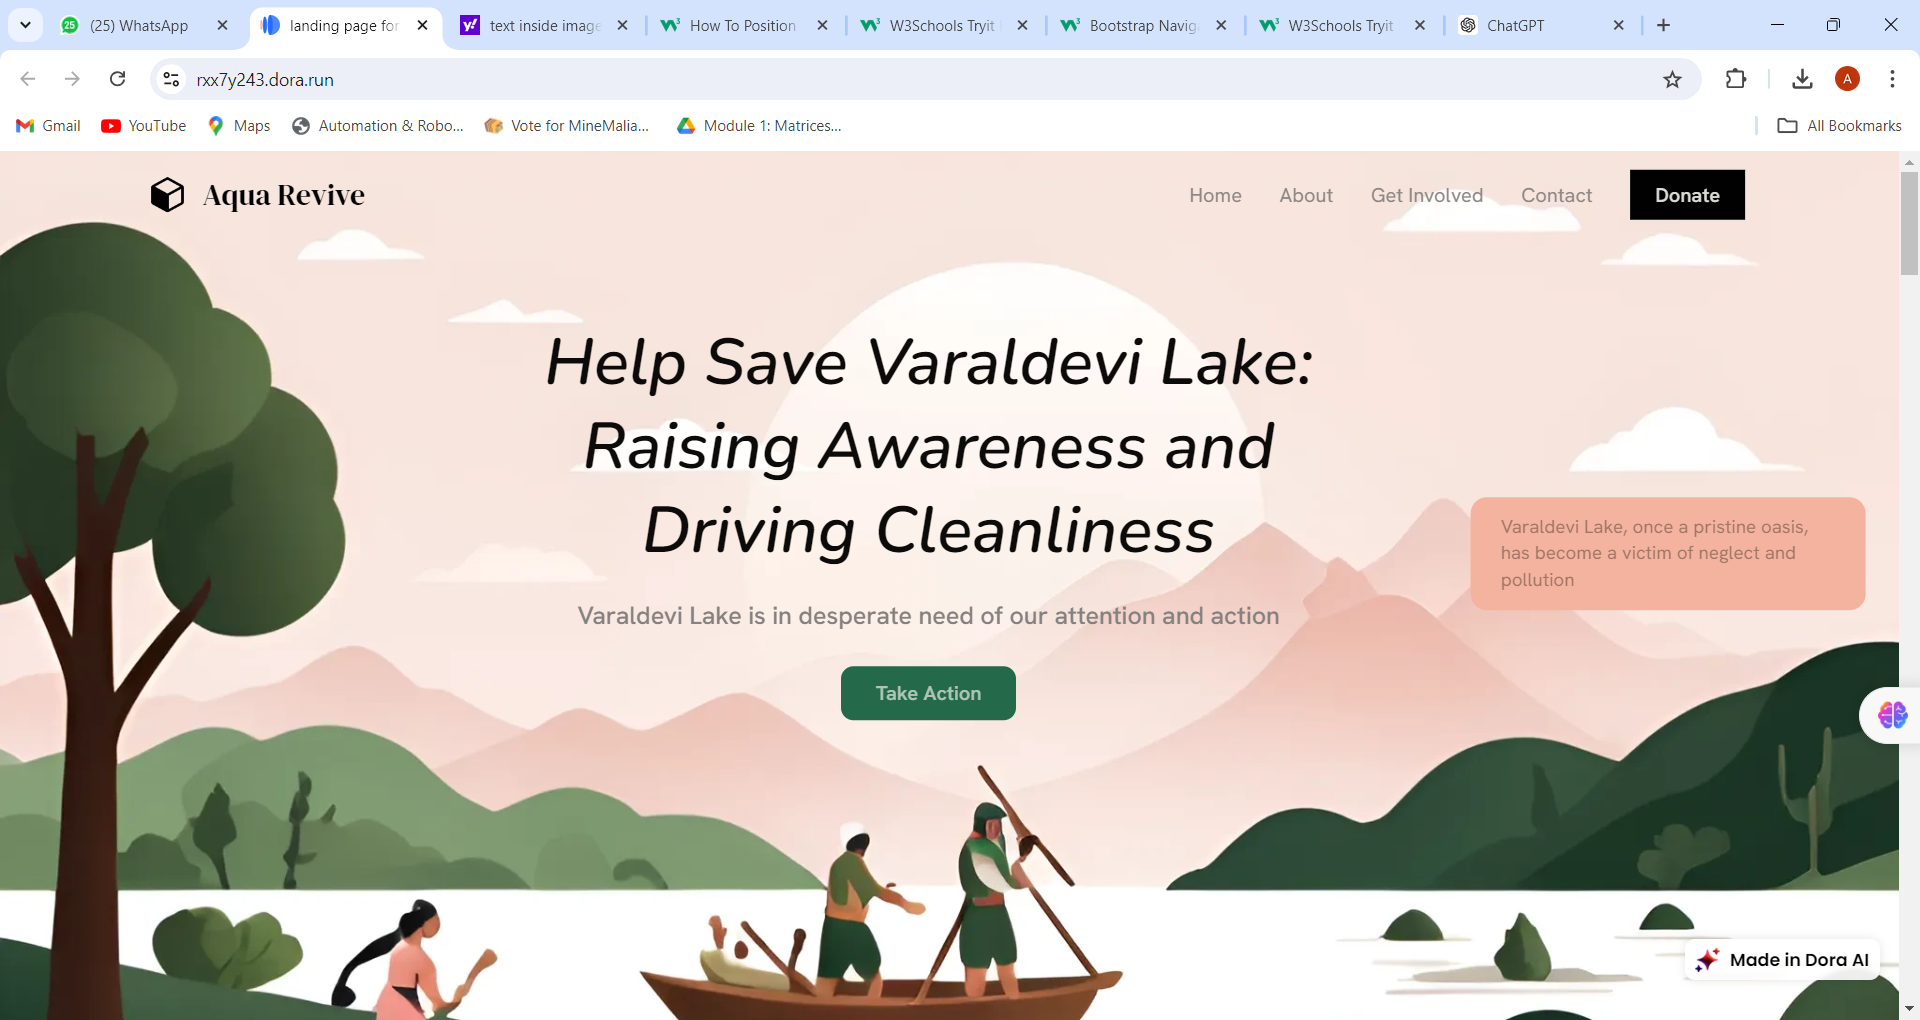 (25) WhatsApp
landing page for
text inside image
How To Position
W3Schools Tryit
Bootstrap Naviga
W3Schools Tryit
ChatGPT
rxx7y243.dora.run
A
Gmail
YouTube
Maps
Automation & Robo...
Vote for MineMalia...
Module 1: Matrices...
All Bookmarks
Aqua Revive
Home
About
Get Involved
Contact
Donate
Help Save Varaldevi Lake:
Raising Awareness and
Driving Cleanliness
Varaldevi Lake, once a pristine oasis,
has become a victim of neglect and
pollution
Varaldevi Lake is in desperate need of our attention and action
Take Action
Made in Dora AI